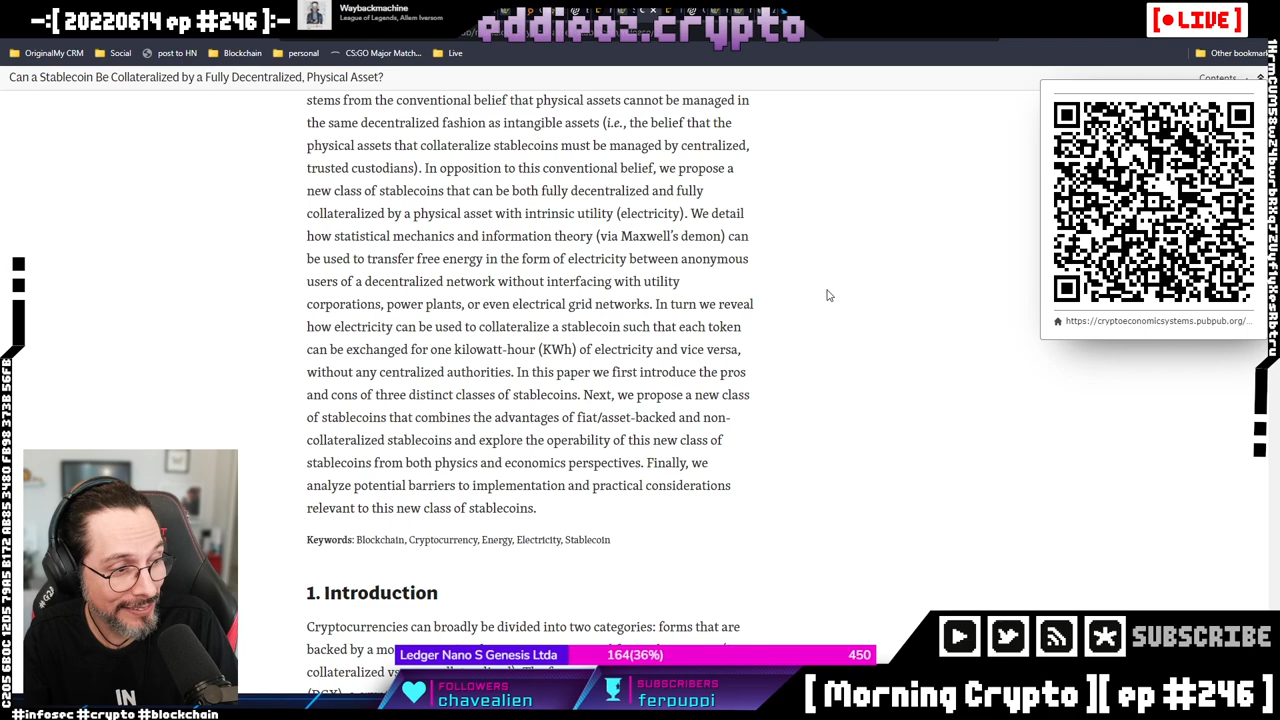 -:[ 20220614 ep #246 ]:-
Waybackmachine
League of Legends, Allem Iversom
eddieoz.crypto
[ LIVE ]
OriginalMy CRM
Social
post to HN
Blockchain
personal
CS:GO Major Match...
Live
Other bookmar
Can a Stablecoin Be Collateralized by a Fully Decentralized, Physical Asset?
Contents
stems from the conventional belief that physical assets cannot be managed in
the same decentralized fashion as intangible assets (i.e., the belief that the
physical assets that collateralize stablecoins must be managed by centralized,
trusted custodians). In opposition to this conventional belief, we propose a
new class of stablecoins that can be both fully decentralized and fully
collateralized by a physical asset with intrinsic utility (electricity). We detail
how statistical mechanics and information theory (via Maxwell's demon) can
be used to transfer free energy in the form of electricity between anonymous
users of a decentralized network without interfacing with utility
corporations, power plants, or even electrical grid networks. In turn we reveal
how electricity can be used to collateralize a stablecoin such that each token
can be exchanged for one kilowatt-hour (KWh) of electricity and vice versa,
without any centralized authorities. In this paper we first introduce the pros
and cons of three distinct classes of stablecoins. Next, we propose a new class
of stablecoins that combines the advantages of fiat/asset-backed and non-
collateralized stablecoins and explore the operability of this new class of
stablecoins from both physics and economics perspectives. Finally, we
analyze potential barriers to implementation and practical considerations
relevant to this new class of stablecoins.
Keywords: Blockchain, Cryptocurrency, Energy, Electricity, Stablecoin
1. Introduction
Cryptocurrencies can broadly be divided into two categories: forms that are
backed by a mo
collateralized vs
https://cryptoeconomicsystems.pubpub.org/...
Ledger Nano S Genesis Ltda
164(36%)
450
FOLLOWERS
chavealien
SUBSCRIBERS
ferpuppi
SUBSCRIBE
[ Morning Crypto ][ ep #246 ]
#infosec #crypto #blockchain